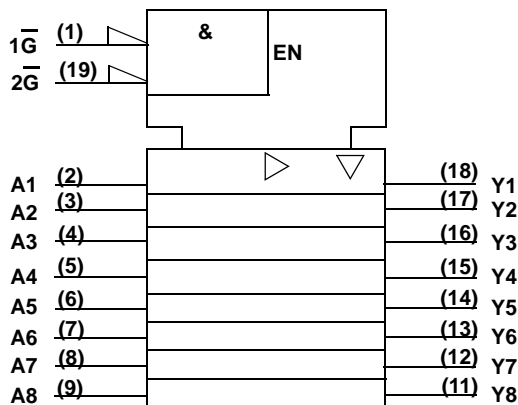 1G̅ (1) &
EN
2G̅ (19)
A1 (2) (18) Y1
A2 (3) (17) Y2
A3 (4) (16) Y3
A4 (5) (15) Y4
A5 (6) (14) Y5
A6 (7) (13) Y6
A7 (8) (12) Y7
A8 (9) (11) Y8